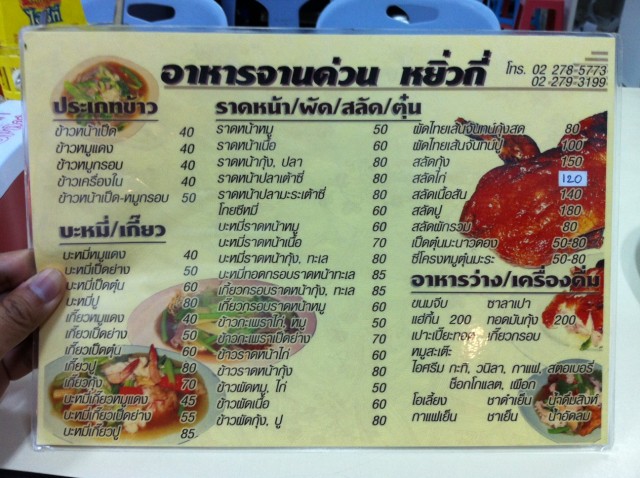 อาหารจานด่วน หยิ่วกี่
โทร. 02 278-5773
02-279-3199
ประเภทข้าว
ข้าวหน้าเป็ด 40
ข้าวหมูแดง 40
ข้าวหมูกรอบ 40
ข้าวเครื่องใน 40
ข้าวหน้าเป็ด-หมูกรอบ 50
บะหมี่/เกี๊ยว
บะหมี่หมูแดง 40
บะหมี่เป็ดย่าง 50
บะหมี่เป็ดตุ๋น 60
บะหมี่ปู 80
เกี๊ยวหมูแดง 40
เกี๊ยวเป็ดย่าง 50
เกี๊ยวเป็ดตุ๋น 60
เกี๊ยวปู 80
เกี๊ยวกุ้ง 70
บะหมี่เกี๊ยวหมูแดง 45
บะหมี่เกี๊ยวเป็ดย่าง 55
บะหมี่เกี๊ยวปู 85
ราดหน้า/ผัด/สลัด/ตุ๋น
ราดหน้าหมู 50
ราดหน้าเนื้อ 60
ราดหน้ากุ้ง, ปลา 80
ราดหน้าปลาเต้าซี่ 80
ราดหน้าปลามะระเต้าซี่ 80
โกยซีหมี่ 60
บะหมี่ราดหน้าหมู 60
บะหมี่ราดหน้าเนื้อ 70
บะหมี่ราดหน้ากุ้ง, ทะเล 80
บะหมี่ทอดกรอบราดหน้าทะเล 85
เกี๊ยวกรอบราดหน้ากุ้ง, ทะเล 85
เกี๊ยวกรอบราดหน้าหมู 60
ข้าวกะเพราไก่, หมู 50
ข้าวกะเพราเป็ดย่าง 70
ข้าวราดหน้าไก่ 60
ข้าวราดหน้ากุ้ง 80
ข้าวผัดหมู, ไก่ 50
ข้าวผัดเนื้อ 60
ข้าวผัดกุ้ง, ปู 80
ผัดไทยเส้นจันทน์กุ้งสด 80
ผัดไทยเส้นจันทน์ปู 100
สลัดกุ้ง 150
สลัดไก่ 120
สลัดเนื้อสัน 140
สลัดปู 180
สลัดผักรวม 80
เป็ดตุ๋นมะนาวดอง 50-80
ซี่โครงหมูตุ๋นมะระ 50-80
อาหารว่าง/เครื่องดื่ม
ขนมจีบ ซาลาเปา
แฮ่กึ๊น 200 ทอดมันกุ้ง 200
เปาะเปี๊ยะทอด เกี๊ยวกรอบ
หมูสะเต๊ะ
ไอศรีม กะทิ, วนิลา, กาแฟ, สตอเบอรี่
ช็อกโกแลต, เผือก
โอเลี้ยง ชาดำเย็น น้ำดื่มสิงห์
กาแฟเย็น ชาเย็น น้ำอัดลม